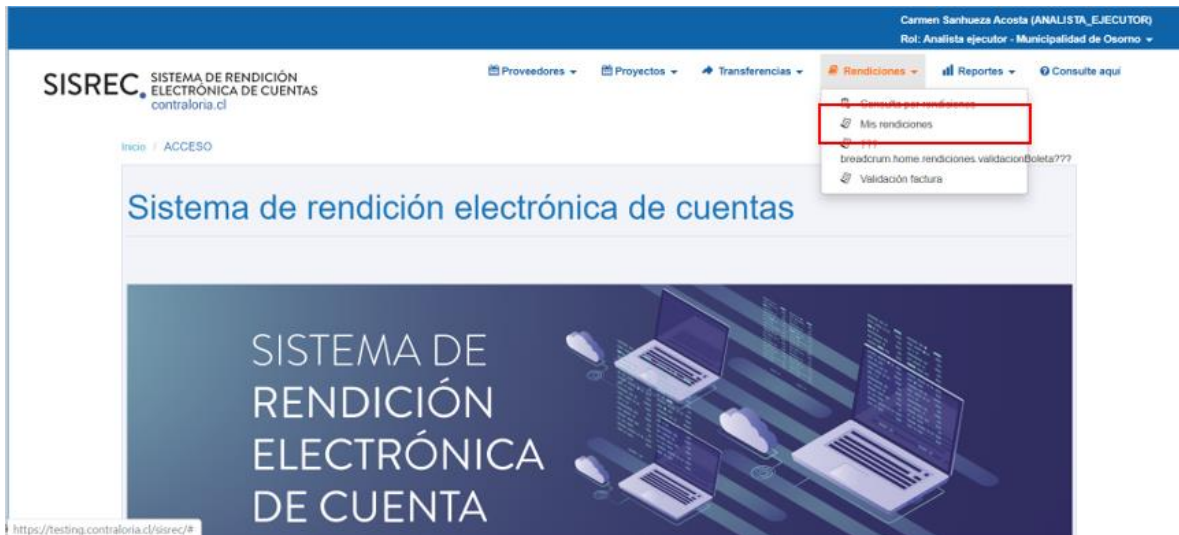 Carmen Sanhueza Acosta (ANALISTA_EJECUTOR)
Rol: Analista ejecutor - Municipalidad de Osorno
SISREC. SISTEMA DE RENDICIÓN
ELECTRÓNICA DE CUENTAS
contraloria.cl
Proveedores
Proyectos
Transferencias
Rendiciones
Reportes
Consulte aquí
Consulta por rendiciones
Mis rendiciones
???
breadcrum.home.rendiciones.validacionBoleta???
Validación factura
Inicio / ACCESO
Sistema de rendición electrónica de cuentas
SISTEMA DE
RENDICIÓN
ELECTRÓNICA
DE CUENTA
https://testing.contraloria.cl/sisrec/#